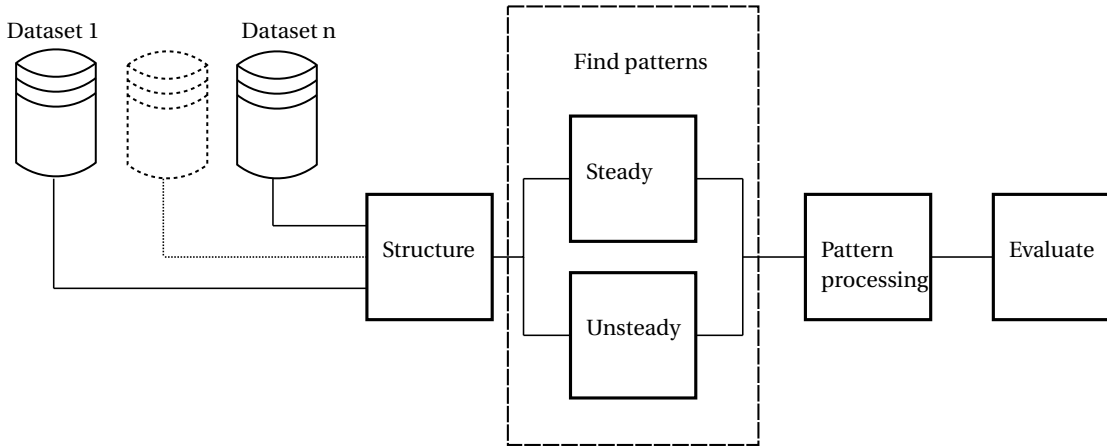 Dataset 1
Dataset n
Find patterns
Steady
Structure
Unsteady
Pattern
processing
Evaluate